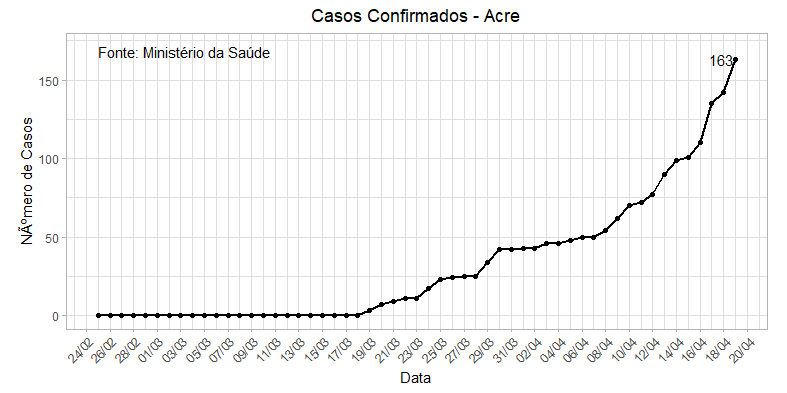 Casos Confirmados - Acre
Fonte: Ministério da Saúde
163
NÃºmero de Casos
150
100
50
0
24/02 26/02 28/02 01/03 03/03 05/03 07/03 09/03 11/03 13/03 15/03 17/03 19/03 21/03 23/03 25/03 27/03 29/03 31/03 02/04 04/04 06/04 08/04 10/04 12/04 14/04 16/04 18/04 20/04
Data